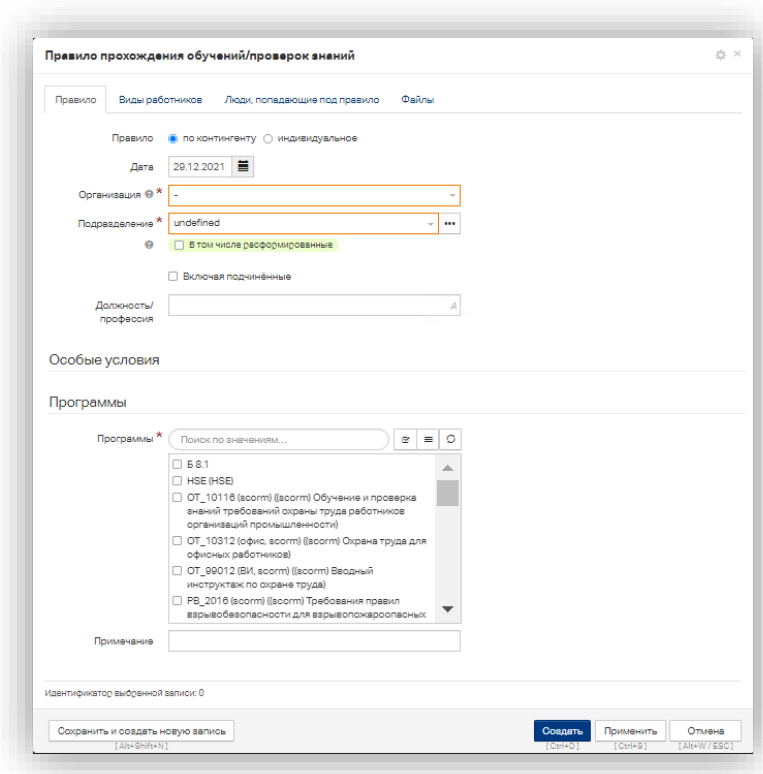 Правило прохождения обучений/проверок знаний
Правило Виды работников Люди, попадающие под правило Файлы
Правило по контингенту индивидуальное
Дата 29.12.2021
Организация * -
Подразделение * undefined
В том числе расформированные
Включая подчинённые
Должность/
профессия
Особые условия
Программы
Программы * Поиск по значениям...
Б 8.1
HSE (HSE)
ОТ_10116 (scorm) ((scorm) Обучение и проверка
знаний требований охраны труда работников
организаций промышленности)
ОТ_10312 (офис, scorm) ((scorm) Охрана труда для
офисных работников)
ОТ_99012 (ВИ, scorm) ((scorm) Вводный
инструктаж по охране труда)
РВ_2016 (scorm) ((scorm) Требования правил
взрывобезопасности для взрывопожароопасных
Примечание
Идентификатор выбранной записи: 0
Сохранить и создать новую запись Создать Применить Отмена
[Alt+Shift+N] [Ctrl+D] [Ctrl+S] [Alt+W / ESC]